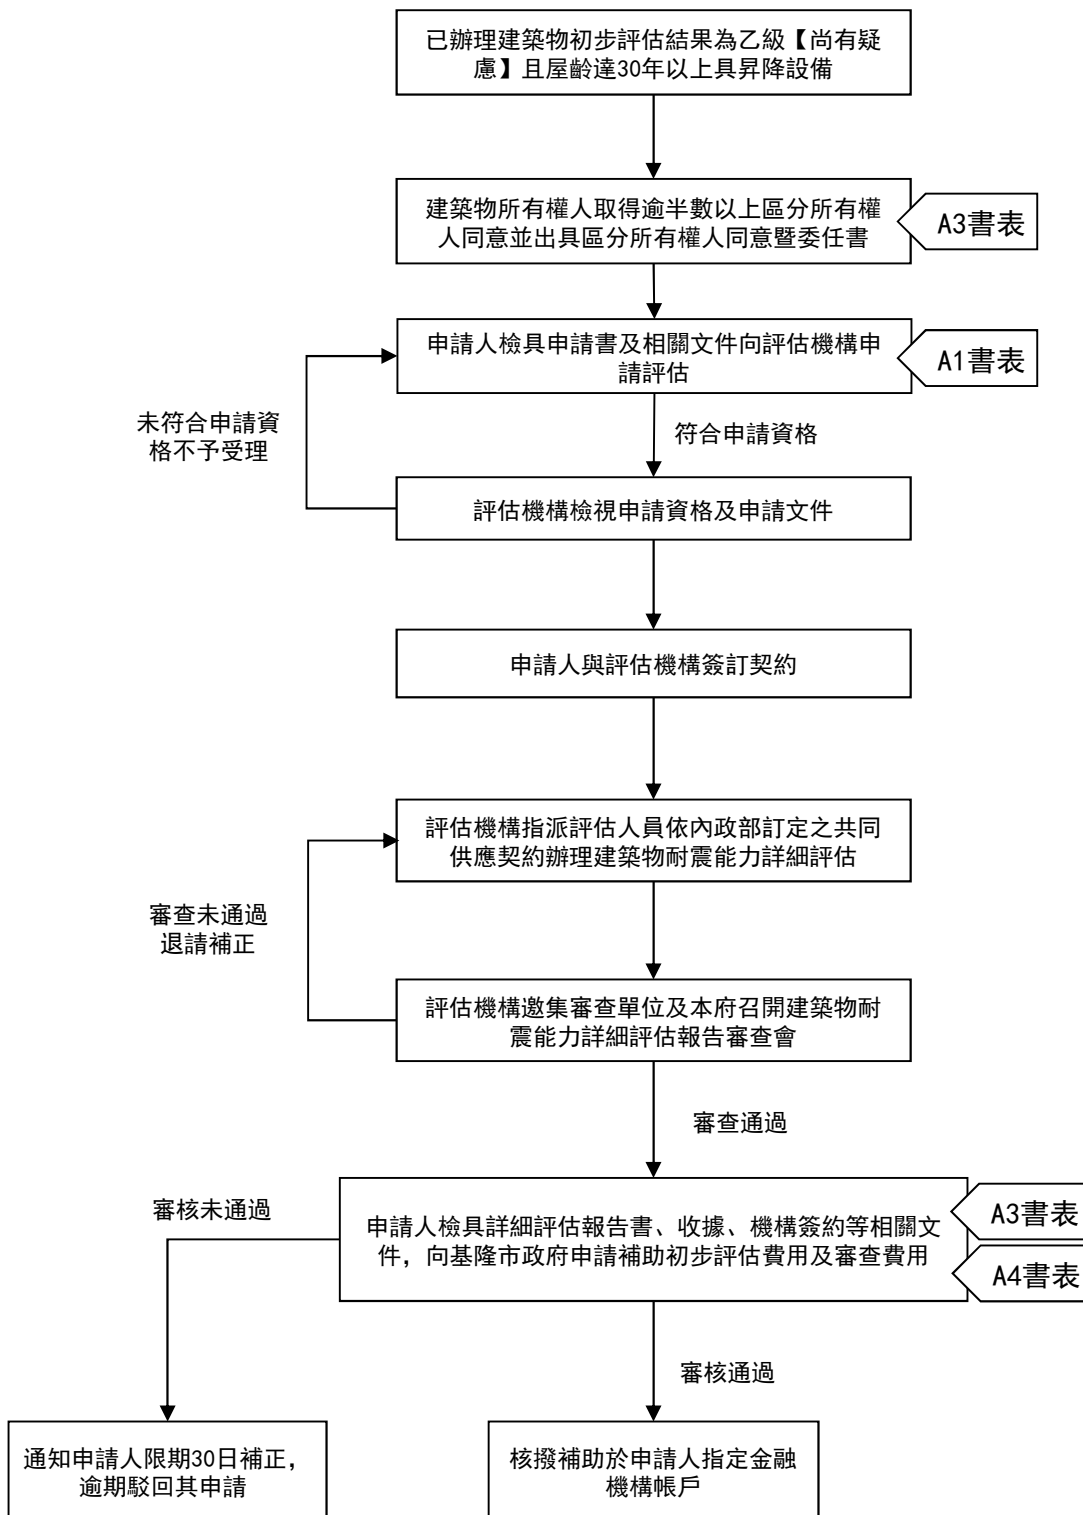 已辦理建築物初步評估結果為乙級【尚有疑
慮】且屋齡達30年以上具昇降設備
建築物所有權人取得逾半數以上區分所有權
人同意並出具區分所有權人同意暨委任書
A3書表
申請人檢具申請書及相關文件向評估機構申
請評估
A1書表
未符合申請資
格不予受理
符合申請資格
評估機構檢視申請資格及申請文件
申請人與評估機構簽訂契約
評估機構指派評估人員依內政部訂定之共同
供應契約辦理建築物耐震能力詳細評估
審查未通過
退請補正
評估機構邀集審查單位及本府召開建築物耐
震能力詳細評估報告審查會
審查通過
審核未通過
申請人檢具詳細評估報告書、收據、機構簽約等相關文
件，向基隆市政府申請補助初步評估費用及審查費用
A3書表
A4書表
審核通過
通知申請人限期30日補正，
逾期駁回其申請
核撥補助於申請人指定金融
機構帳戶